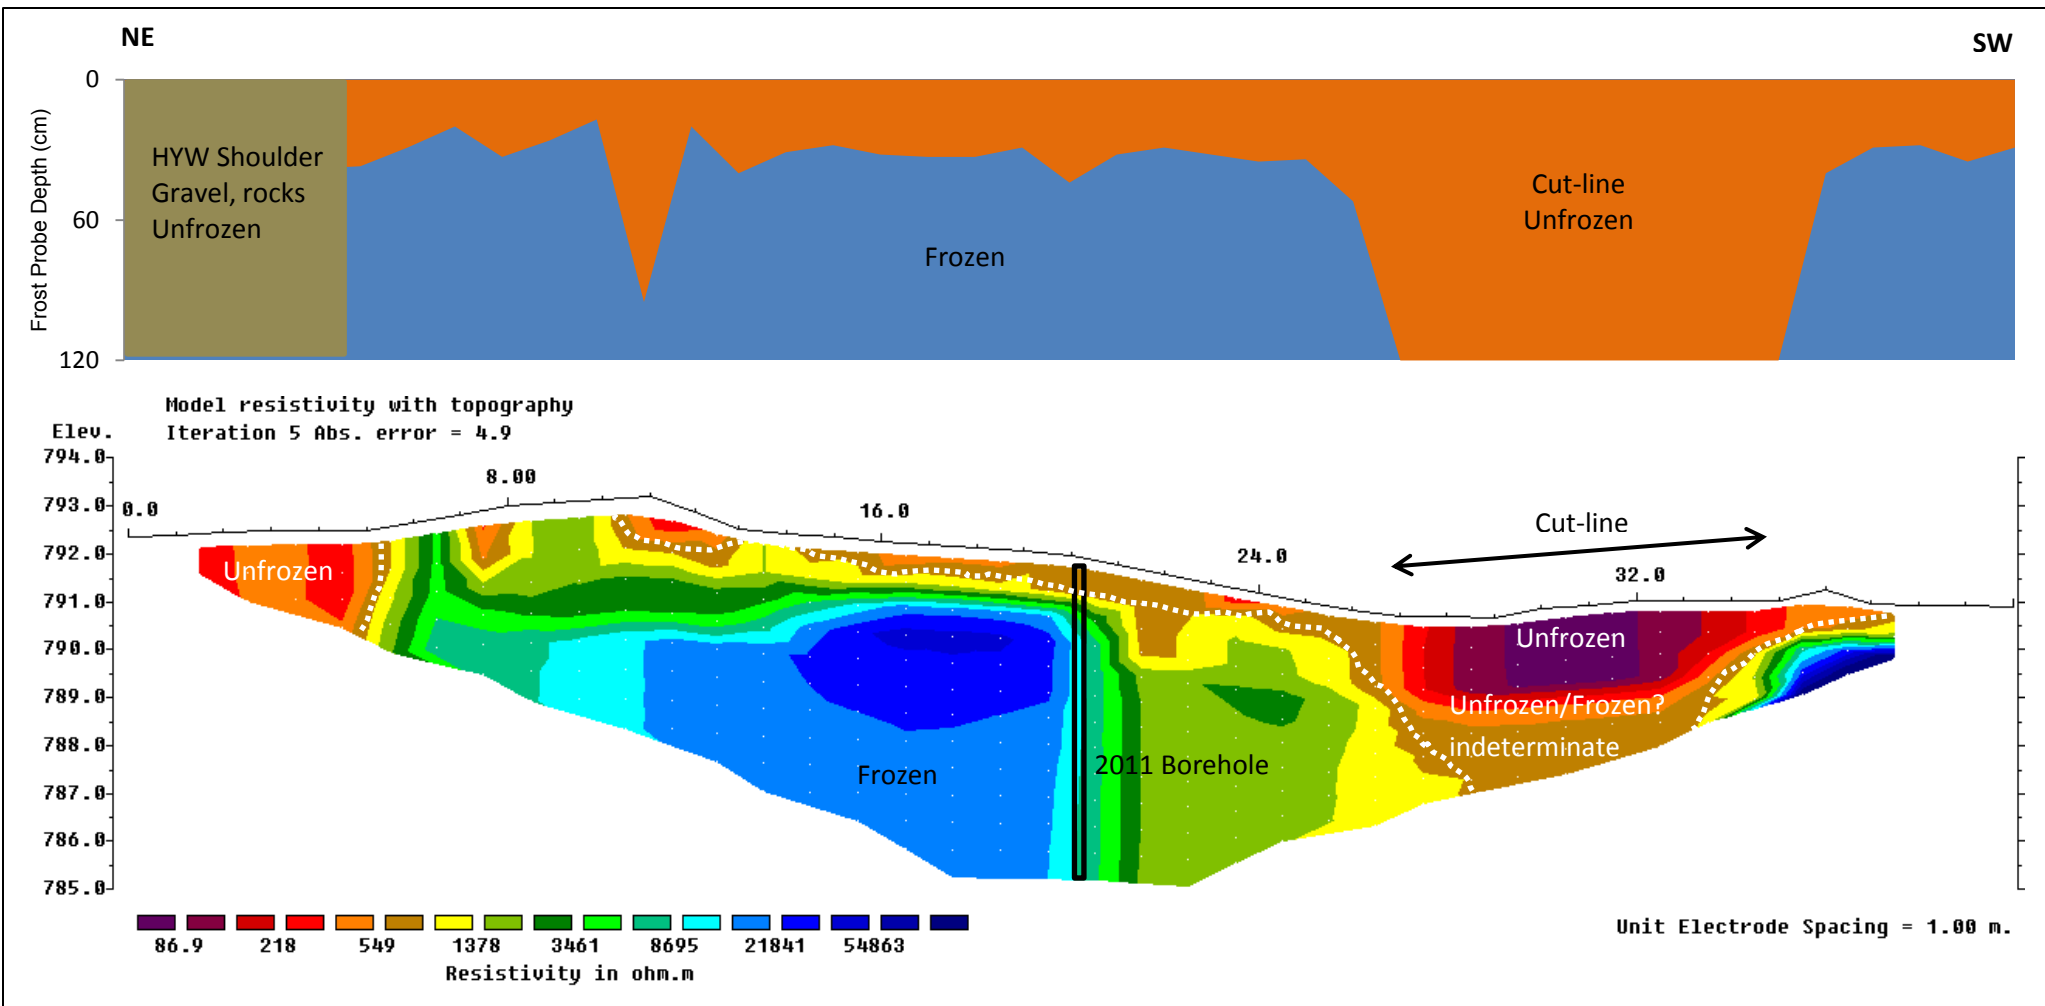 NE
SW
0
60
120
Frost Probe Depth (cm)
HYW Shoulder
Gravel, rocks
Unfrozen
Cut-line
Unfrozen
Frozen
Model resistivity with topography
Iteration 5 Abs. error = 4.9
Elev.
794.0
793.0
792.0
791.0
790.0
789.0
788.0
787.0
786.0
785.0
0.0
8.00
16.0
24.0
32.0
Cut-line
Unfrozen
Unfrozen
Unfrozen/Frozen?
indeterminate
2011 Borehole
Frozen
86.9 218 549 1378 3461 8695 21841 54863
Resistivity in ohm.m
Unit Electrode Spacing = 1.00 m.